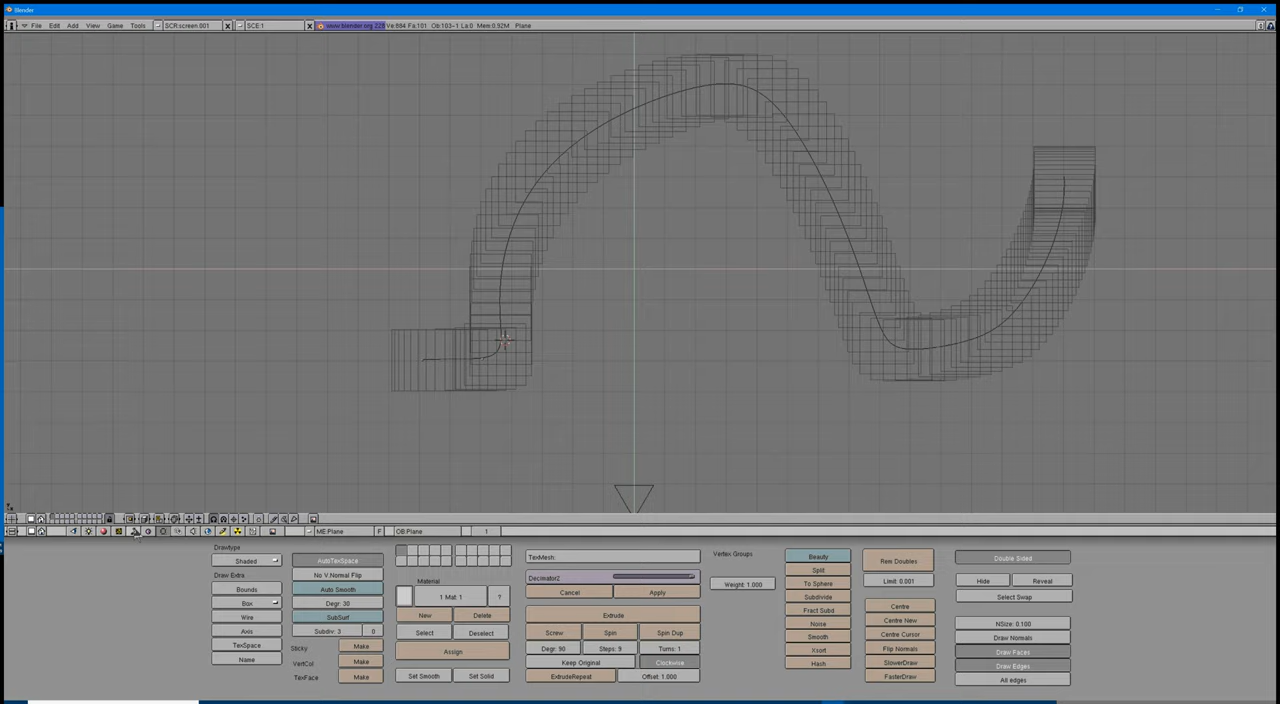 Blender
File Edit Add View Game Tools SCR:screen.001 SCE:1 www.blender.org 228 Ve:884 Fa:101 Ob:103-1 La:0 Mem:0.92M Plane
ME:Plane F OB:Plane 1
Drawtype
Shaded
Draw Extra
Bounds
Box
Wire
Axis
TexSpace
Name
AutoTexSpace
No V.Normal Flip
Auto Smooth
Degr: 30
SubSurf
Subdiv: 3 0
Sticky Make
VertCol Make
TexFace Make
Material
1 Mat: 1 ?
New Delete
Select Deselect
Assign
Set Smooth Set Solid
TexMesh:
Decimator2
Cancel Apply
Extrude
Screw Spin Spin Dup
Degr: 90 Steps: 9 Turns: 1
Keep Original Clockwise
ExtrudeRepeat Offset: 1.000
Vertex Groups
Weight: 1.000
Beauty
Split
To Sphere
Subdivide
Fract Subd
Noise
Smooth
Xsort
Hash
Rem Doubles
Limit: 0.001
Centre
Centre New
Centre Cursor
Flip Normals
SlowerDraw
FasterDraw
Double Sided
Hide Reveal
Select Swap
NSize: 0.100
Draw Normals
Draw Faces
Draw Edges
All edges